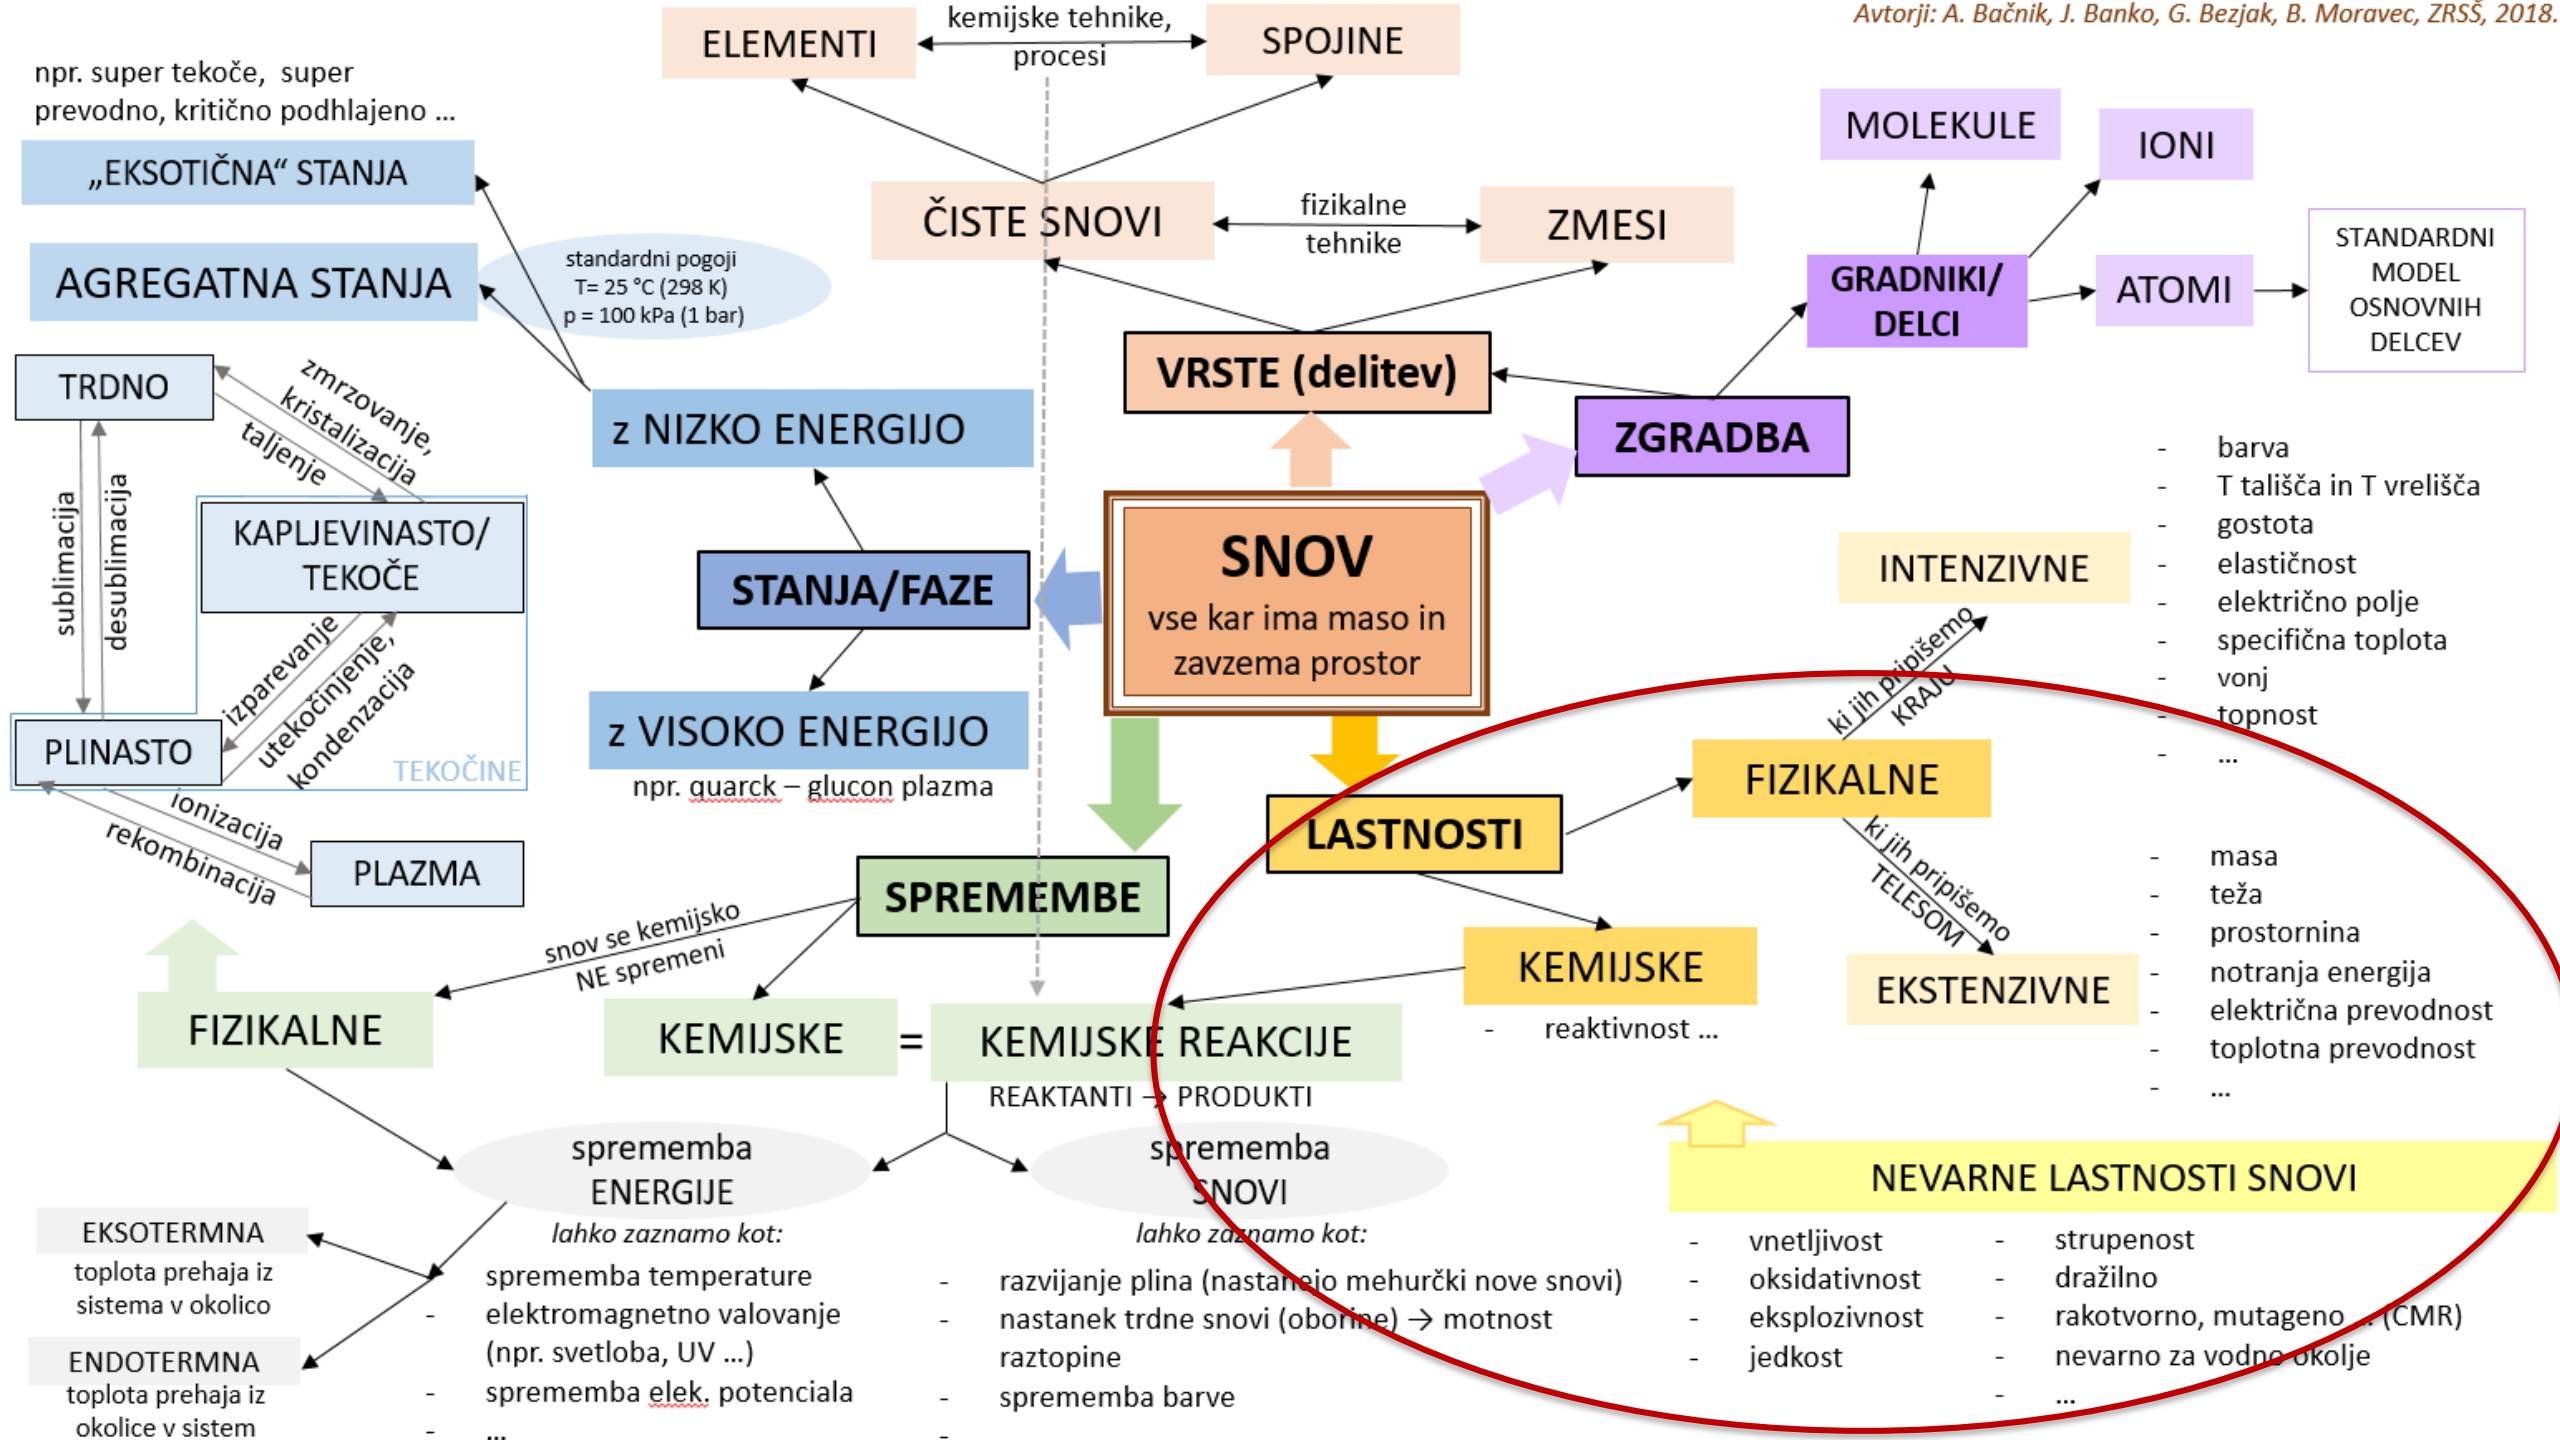 Avtorji: A. Bačnik, J. Banko, G. Bezjak, B. Moravec, ZRSŠ, 2018.
ELEMENTI
kemijske tehnike,
procesi
SPOJINE
npr. super tekoče, super
prevodno, kritično podhlajeno ...
„EKSOTIČNA“ STANJA
AGREGATNA STANJA
standardni pogoji
T= 25 °C (298 K)
p = 100 kPa (1 bar)
ČISTE SNOVI
fizikalne
tehnike
ZMESI
MOLEKULE
IONI
GRADNIKI/
DELCI
ATOMI
STANDARDNI
MODEL
OSNOVNIH
DELCEV
VRSTE (delitev)
ZGRADBA
TRDNO
zmrzovanje,
kristalizacija
taljenje
sublimacija
desublimacija
KAPLJEVINASTO/
TEKOČE
izparevanje
utekočinjenje,
kondenzacija
PLINASTO
TEKOČINE
ionizacija
rekombinacija
PLAZMA
z NIZKO ENERGIJO
STANJA/FAZE
z VISOKO ENERGIJO
npr. quarck – glucon plazma
SNOV
vse kar ima maso in
zavzema prostor
INTENZIVNE
- barva
- T tališča in T vrelišča
- gostota
- elastičnost
- električno polje
- specifična toplota
- vonj
- topnost
- ...
ki jih pripišemo
KRAJU
LASTNOSTI
FIZIKALNE
ki jih pripišemo
TELESOM
EKSTENZIVNE
- masa
- teža
- prostornina
- notranja energija
- električna prevodnost
- toplotna prevodnost
- ...
KEMIJSKE
- reaktivnost ...
SPREMEMBE
snov se kemijsko
NE spremeni
FIZIKALNE
KEMIJSKE
=
KEMIJSKE REAKCIJE
REAKTANTI → PRODUKTI
sprememba
ENERGIJE
lahko zaznamo kot:
sprememba temperature
- elektromagnetno valovanje
(npr. svetloba, UV ...)
- sprememba elek. potenciala
- ...
EKSOTERMNA
toplota prehaja iz
sistema v okolico
ENDOTERMNA
toplota prehaja iz
okolice v sistem
sprememba
SNOVI
lahko zaznamo kot:
- razvijanje plina (nastanejo mehurčki nove snovi)
- nastanek trdne snovi (oborine) → motnost
raztopine
- sprememba barve
-
NEVARNE LASTNOSTI SNOVI
- vnetljivost
- oksidativnost
- eksplozivnost
- jedkost
- strupenost
- dražilno
- rakotvorno, mutageno ... (CMR)
- nevarno za vodno okolje
- ...